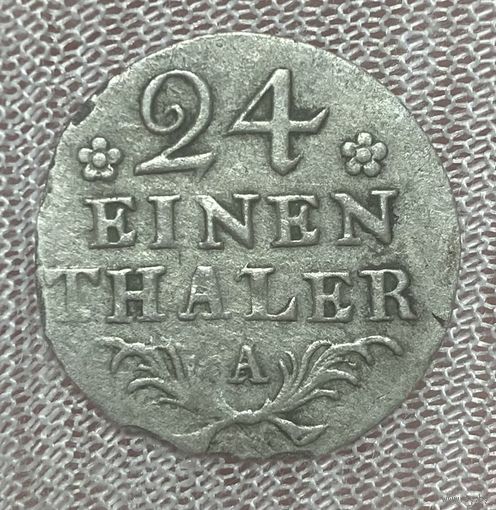 24
EINEN
THALER
A